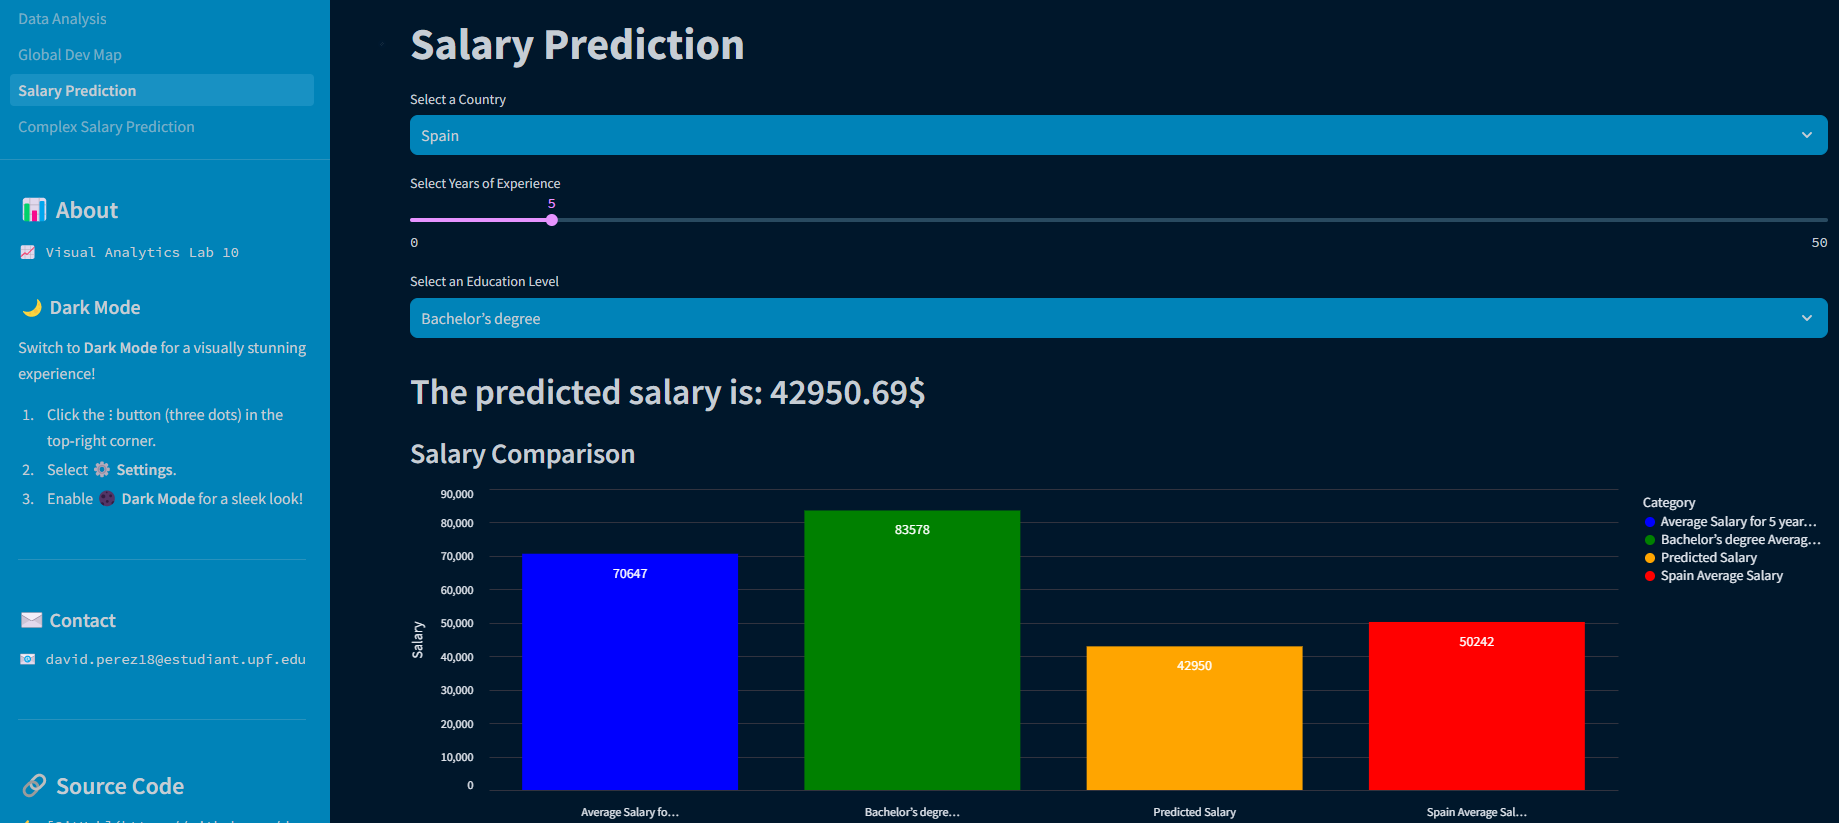 Data Analysis
Global Dev Map
Salary Prediction
Complex Salary Prediction
📊 About
📈 Visual Analytics Lab 10
🌙 Dark Mode
Switch to Dark Mode for a visually stunning
experience!
1. Click the ⋮ button (three dots) in the
top-right corner.
2. Select ⚙️ Settings.
3. Enable 🌑 Dark Mode for a sleek look!
✉️ Contact
📧 david.perez18@estudiant.upf.edu
🔗 Source Code
Salary Prediction
Select a Country
Spain
Select Years of Experience
5
0 50
Select an Education Level
Bachelor’s degree
The predicted salary is: 42950.69$
Salary Comparison
Salary
90,000
80,000
70,000
60,000
50,000
40,000
30,000
20,000
10,000
0
70647
83578
42950
50242
Average Salary fo…
Bachelor’s degre…
Predicted Salary
Spain Average Sal…
Category
Average Salary for 5 year…
Bachelor’s degree Averag…
Predicted Salary
Spain Average Salary